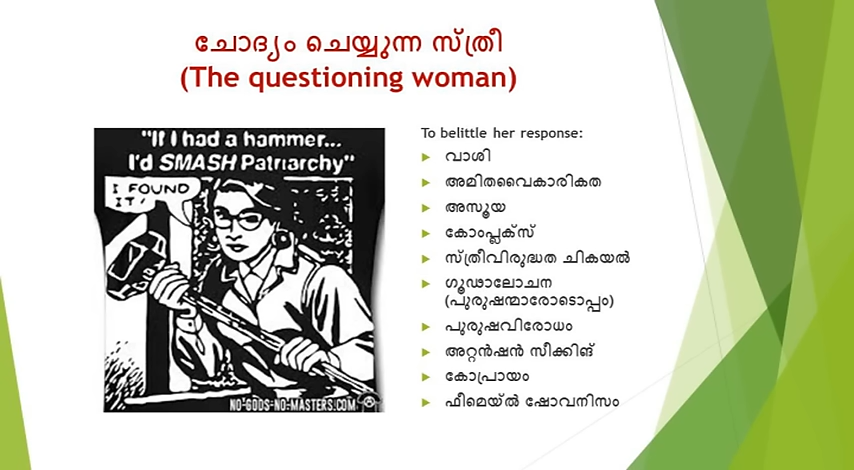 ചോദ്യം ചെയ്യുന്ന സ്ത്രീ
(The questioning woman)
"If I had a hammer...
I'd SMASH Patriarchy"
I FOUND
IT!
NO-GODS-NO-MASTERS.COM
To belittle her response:
വാശി
അമിതവൈകാരികത
അസൂയ
കോംപ്ലക്സ്
സ്ത്രീവിരുദ്ധത ചികയൽ
ഗൂഢാലോചന
(പുരുഷന്മാരോടൊപ്പം)
പുരുഷവിരോധം
അറ്റൻഷൻ സീക്കിങ്
കോപ്രായം
ഫീമെയ്ൽ ഷോവനിസം